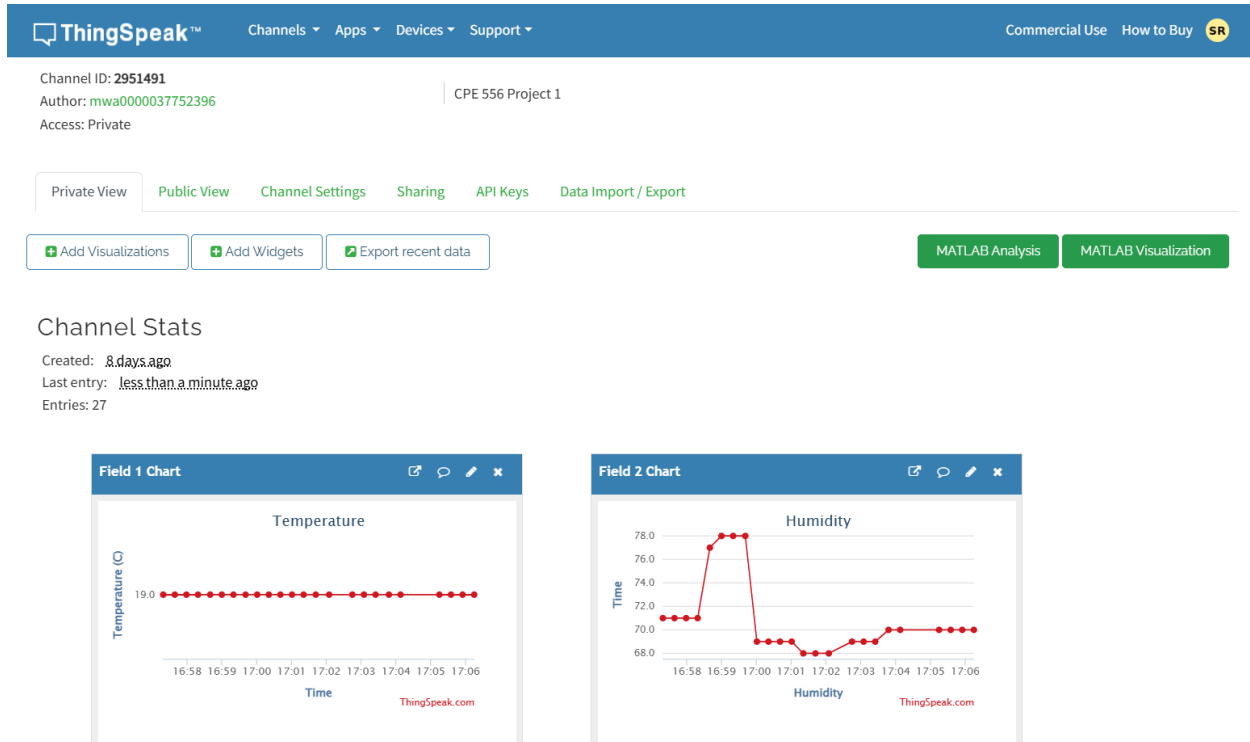 ThingSpeak™ Channels Apps Devices Support Commercial Use How to Buy SR
Channel ID: 2951491
Author: mwa0000037752396
Access: Private
CPE 556 Project 1
Private View Public View Channel Settings Sharing API Keys Data Import / Export
Add Visualizations Add Widgets Export recent data MATLAB Analysis MATLAB Visualization
Channel Stats
Created: 8 days ago
Last entry: less than a minute ago
Entries: 27
Field 1 Chart
Temperature
Temperature (C)
19.0
16:58 16:59 17:00 17:01 17:02 17:03 17:04 17:05 17:06
Time
ThingSpeak.com
Field 2 Chart
Humidity
Time
78.0
76.0
74.0
72.0
70.0
68.0
16:58 16:59 17:00 17:01 17:02 17:03 17:04 17:05 17:06
Humidity
ThingSpeak.com